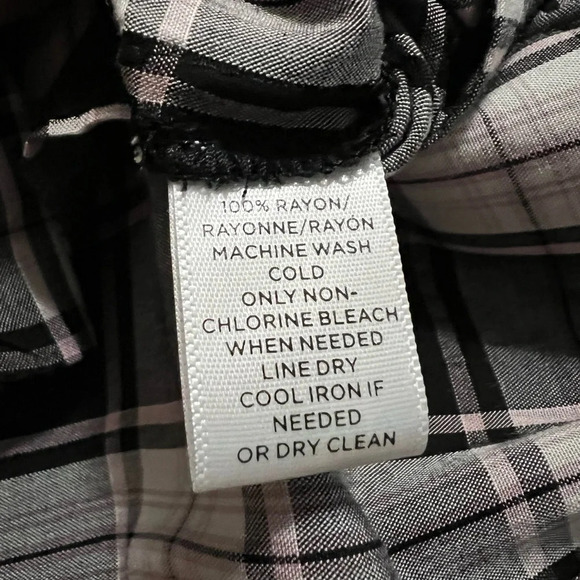 100% RAYON/
RAYONNE/RAYÓN
MACHINE WASH
COLD
ONLY NON-
CHLORINE BLEACH
WHEN NEEDED
LINE DRY
COOL IRON IF
NEEDED
OR DRY CLEAN